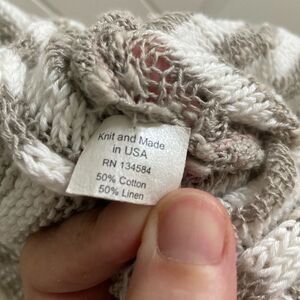 Knit and Made
in USA
RN 134584
50% Cotton
50% Linen